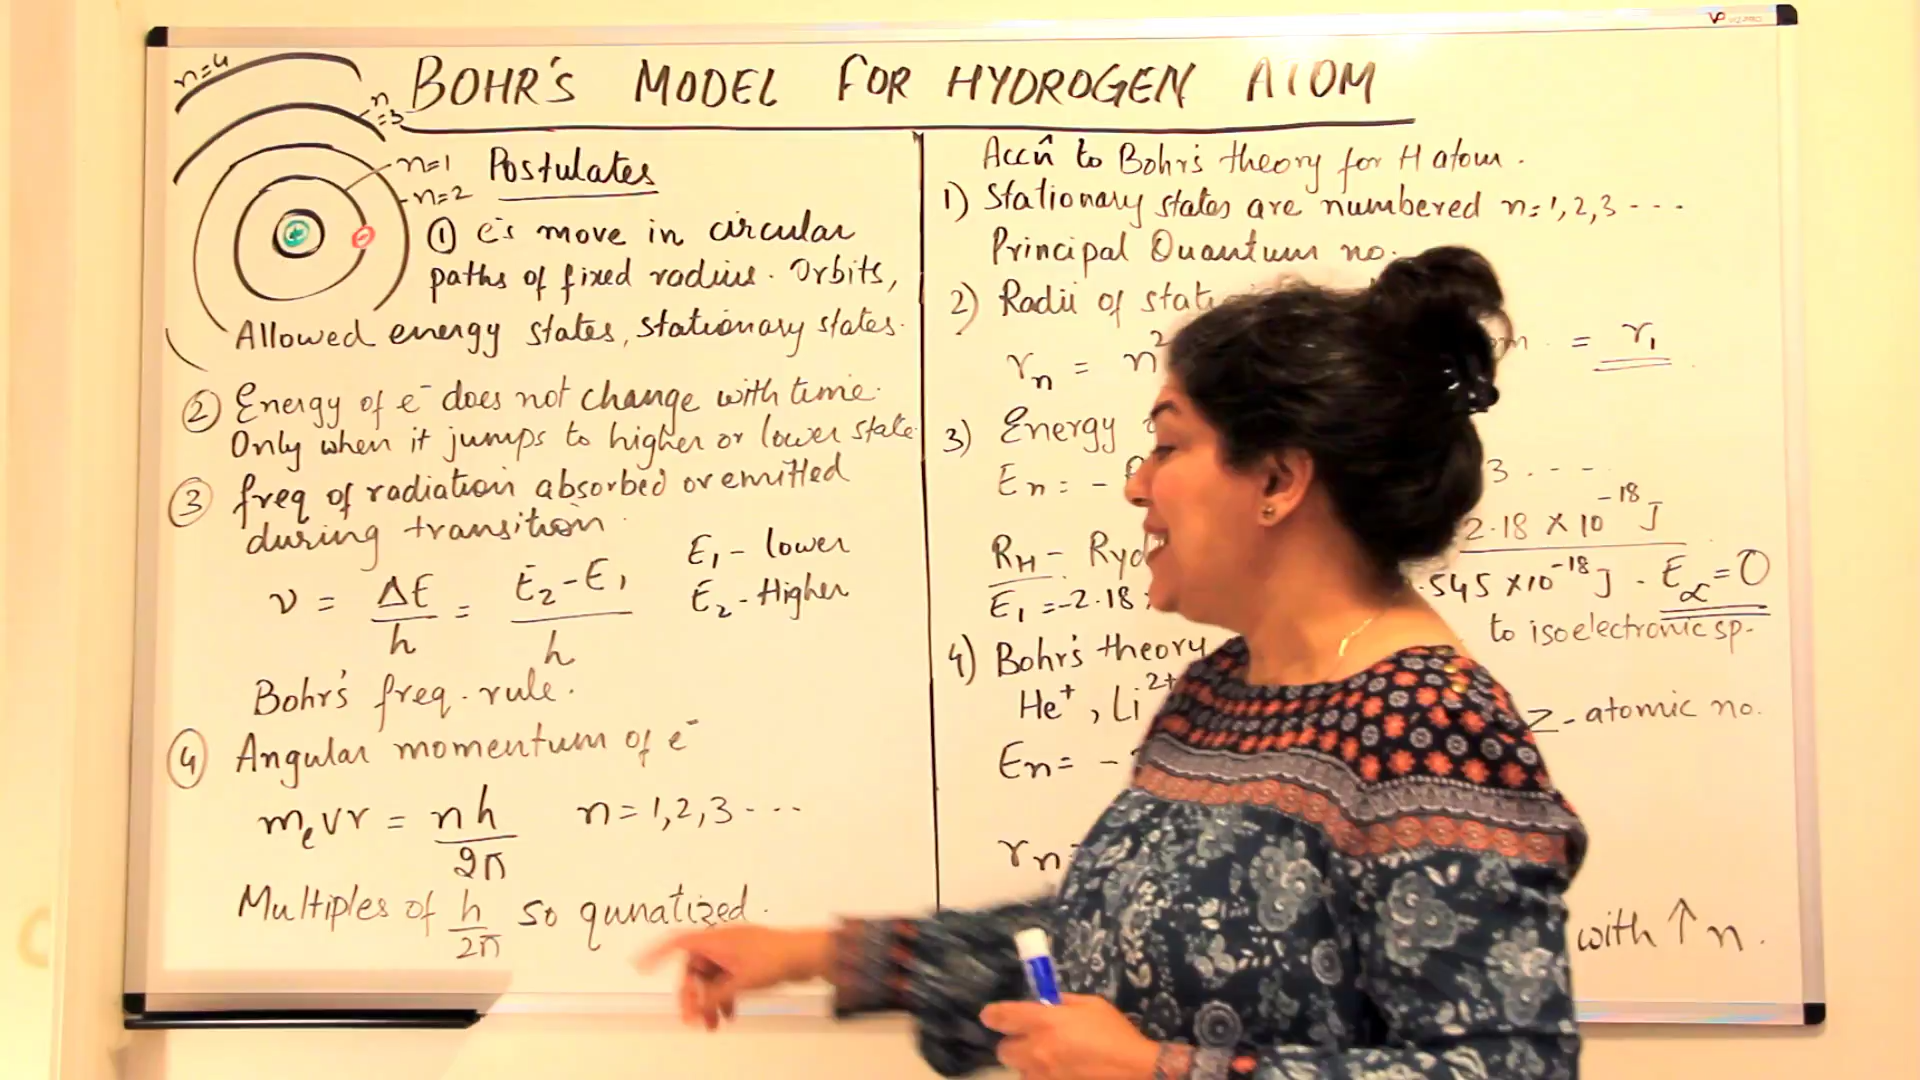 BOHR'S MODEL FOR HYDROGEN ATOM
n=4
n=3
n=1
n=2
Postulates
① e⁻s move in circular
paths of fixed radius. Orbits,
Allowed energy states, stationary states.
② Energy of e⁻ does not change with time.
Only when it jumps to higher or lower state
③ freq of radiation absorbed or emitted
during transition.
ν = ΔE/h = E₂-E₁/h
E₁ - lower
E₂ - Higher
Bohr's freq. rule.
④ Angular momentum of e⁻
mₑvr = nh/2π n=1,2,3---
Multiples of h/2π so qunatized.
Accn to Bohr's theory for H atom.
1) Stationary states are numbered n=1,2,3---
Principal Quantum no.
2) Radii of
rₙ = n² = r₁
3) Energy
Eₙ = - 3 ----
2.18 × 10⁻¹⁸ J
R_H -
E₁ = -2.18 .545 × 10⁻¹⁸ J - E∝ = 0
4) Bohr's theory to isoelectronic sp.
He⁺, Li²⁺
Z - atomic no.
Eₙ = -
rₙ =
with ↑ n.
+
-